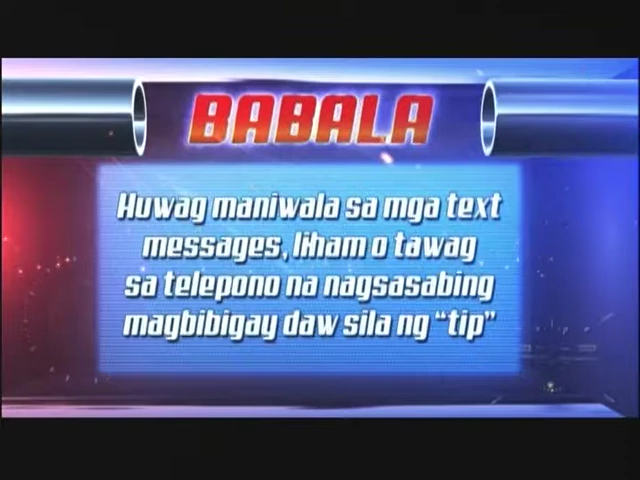 BABALA
Huwag maniwala sa mga text
messages, liham o tawag
sa telepono na nagsasabing
magbibigay daw sila ng “tip”